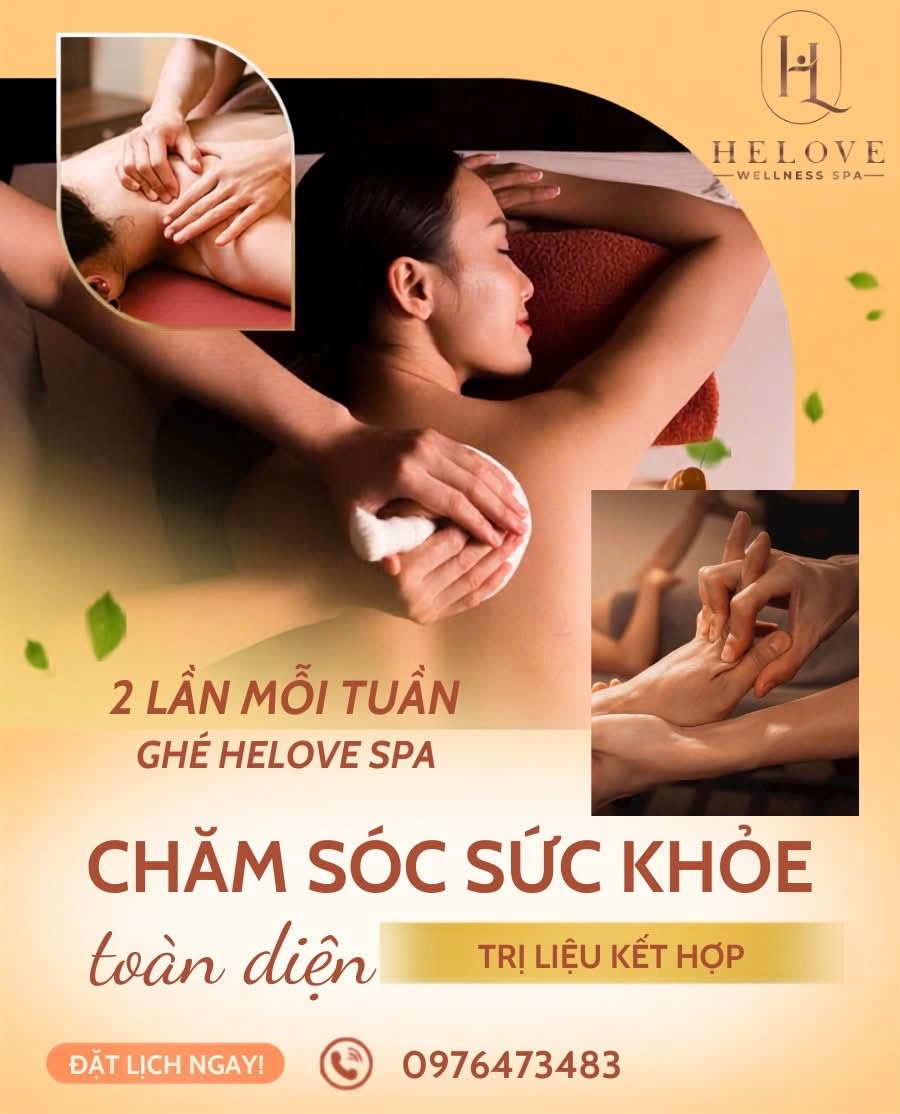 HELOVE
WELLNESS SPA
2 LẦN MỖI TUẦN
GHÉ HELOVE SPA
CHĂM SÓC SỨC KHỎE
toàn diện
TRỊ LIỆU KẾT HỢP
ĐẶT LỊCH NGAY!
0976473483